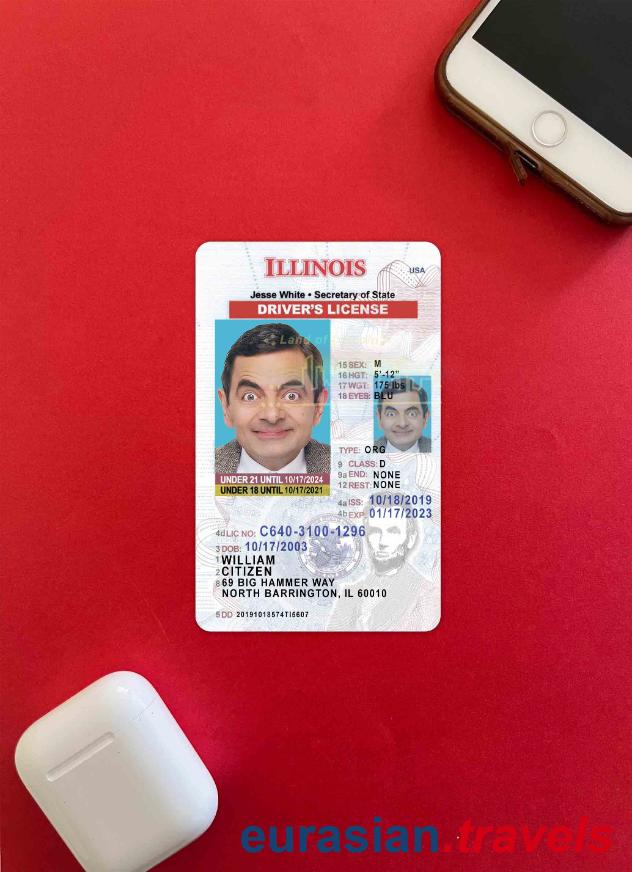 ILLINOIS USA
Jesse White • Secretary of State
DRIVER'S LICENSE
Land of
15 SEX: M
16 HGT: 5'-12"
17 WGT: 175 lbs
18 EYES: BLU
TYPE: ORG
9 CLASS: D
9a END: NONE
12 REST: NONE
UNDER 21 UNTIL 10/17/2024
UNDER 18 UNTIL 10/17/2021
4a ISS: 10/18/2019
4b EXP: 01/17/2023
4d LIC NO: C640-3100-1296
3 DOB: 10/17/2003
1 WILLIAM
2 CITIZEN
8 69 BIG HAMMER WAY
NORTH BARRINGTON, IL 60010
5 DD 20191018574TI6607
eurasian.travels